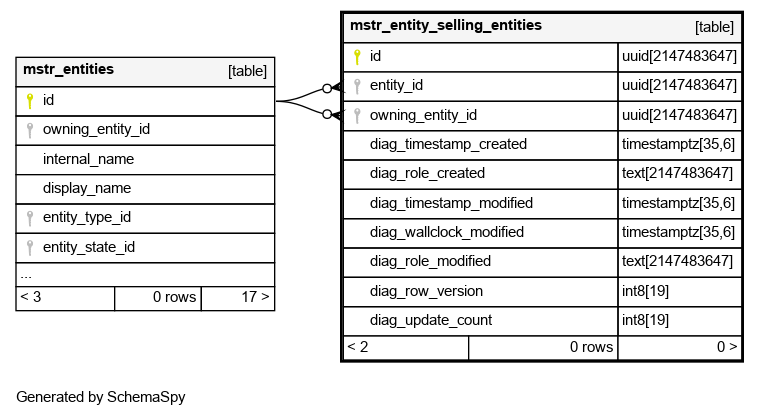 mstr_entities [table]
id
owning_entity_id
internal_name
display_name
entity_type_id
entity_state_id
...
< 3 0 rows 17 >
mstr_entity_selling_entities [table]
id uuid[2147483647]
entity_id uuid[2147483647]
owning_entity_id uuid[2147483647]
diag_timestamp_created timestamptz[35,6]
diag_role_created text[2147483647]
diag_timestamp_modified timestamptz[35,6]
diag_wallclock_modified timestamptz[35,6]
diag_role_modified text[2147483647]
diag_row_version int8[19]
diag_update_count int8[19]
< 2 0 rows 0 >
Generated by SchemaSpy